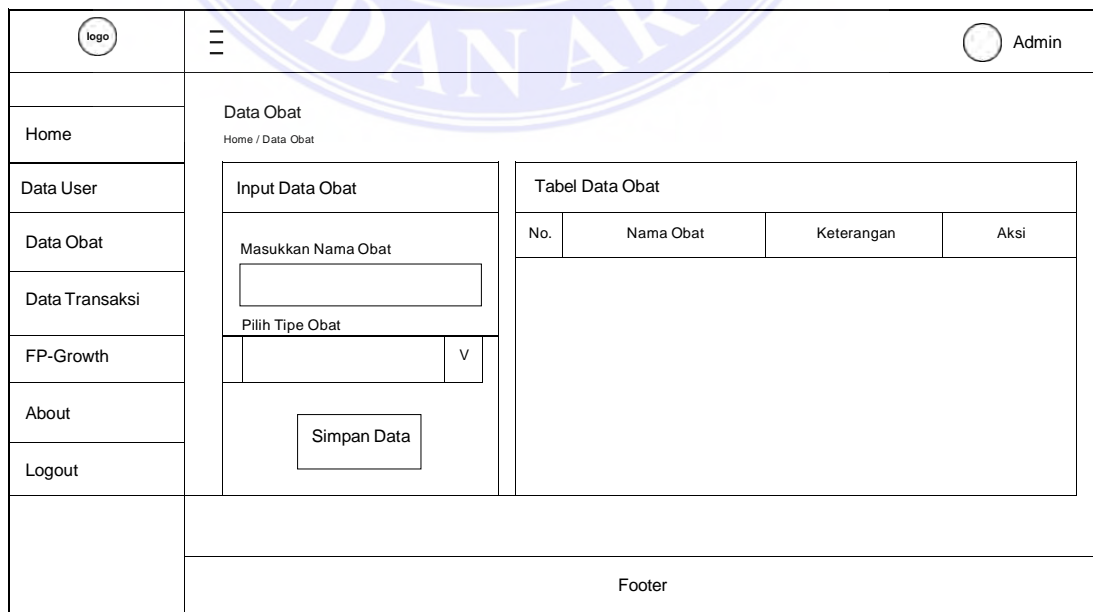 EDAN AR
logo
Admin
Data Obat
Home / Data Obat
Home
Data User
Data Obat
Data Transaksi
FP-Growth
About
Logout
Input Data Obat
Masukkan Nama Obat
Pilih Tipe Obat
V
Simpan Data
Tabel Data Obat
No. Nama Obat Keterangan Aksi
Footer